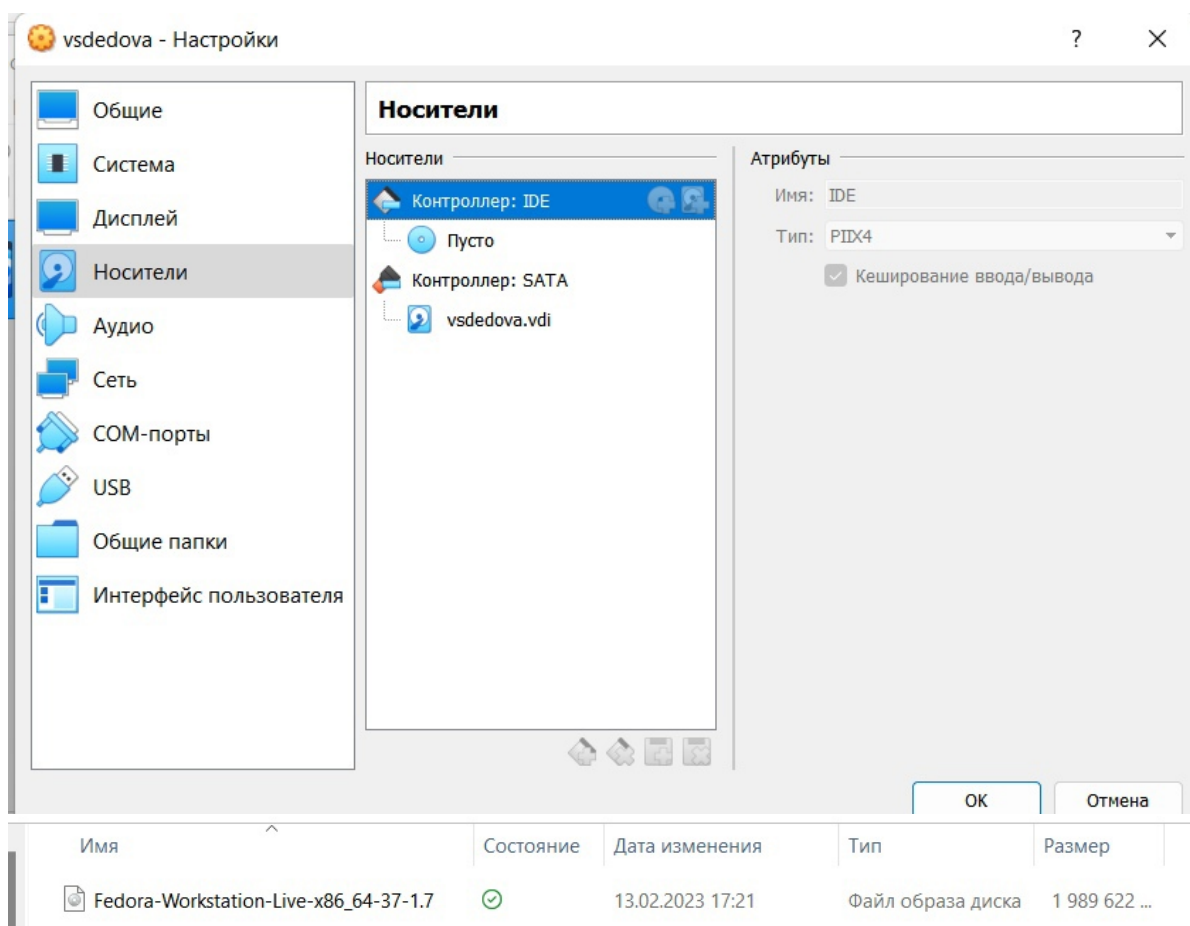 vsdedova - Настройки
?
Общие
Система
Дисплей
Носители
Аудио
Сеть
COM-порты
USB
Общие папки
Интерфейс пользователя
Носители
Носители
Контроллер: IDE
Пусто
Контроллер: SATA
vsdedova.vdi
Атрибуты
Имя: IDE
Тип: PIIX4
Кеширование ввода/вывода
OK Отмена
Имя Состояние Дата изменения Тип Размер
Fedora-Workstation-Live-x86_64-37-1.7 13.02.2023 17:21 Файл образа диска 1 989 622 ...